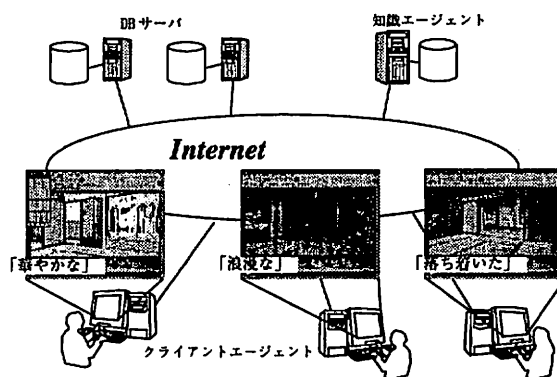 DBサーバ
知識エージェント
Internet
「華やかな」
「浪漫な」
「落ち着いた」
クライアントエージェント